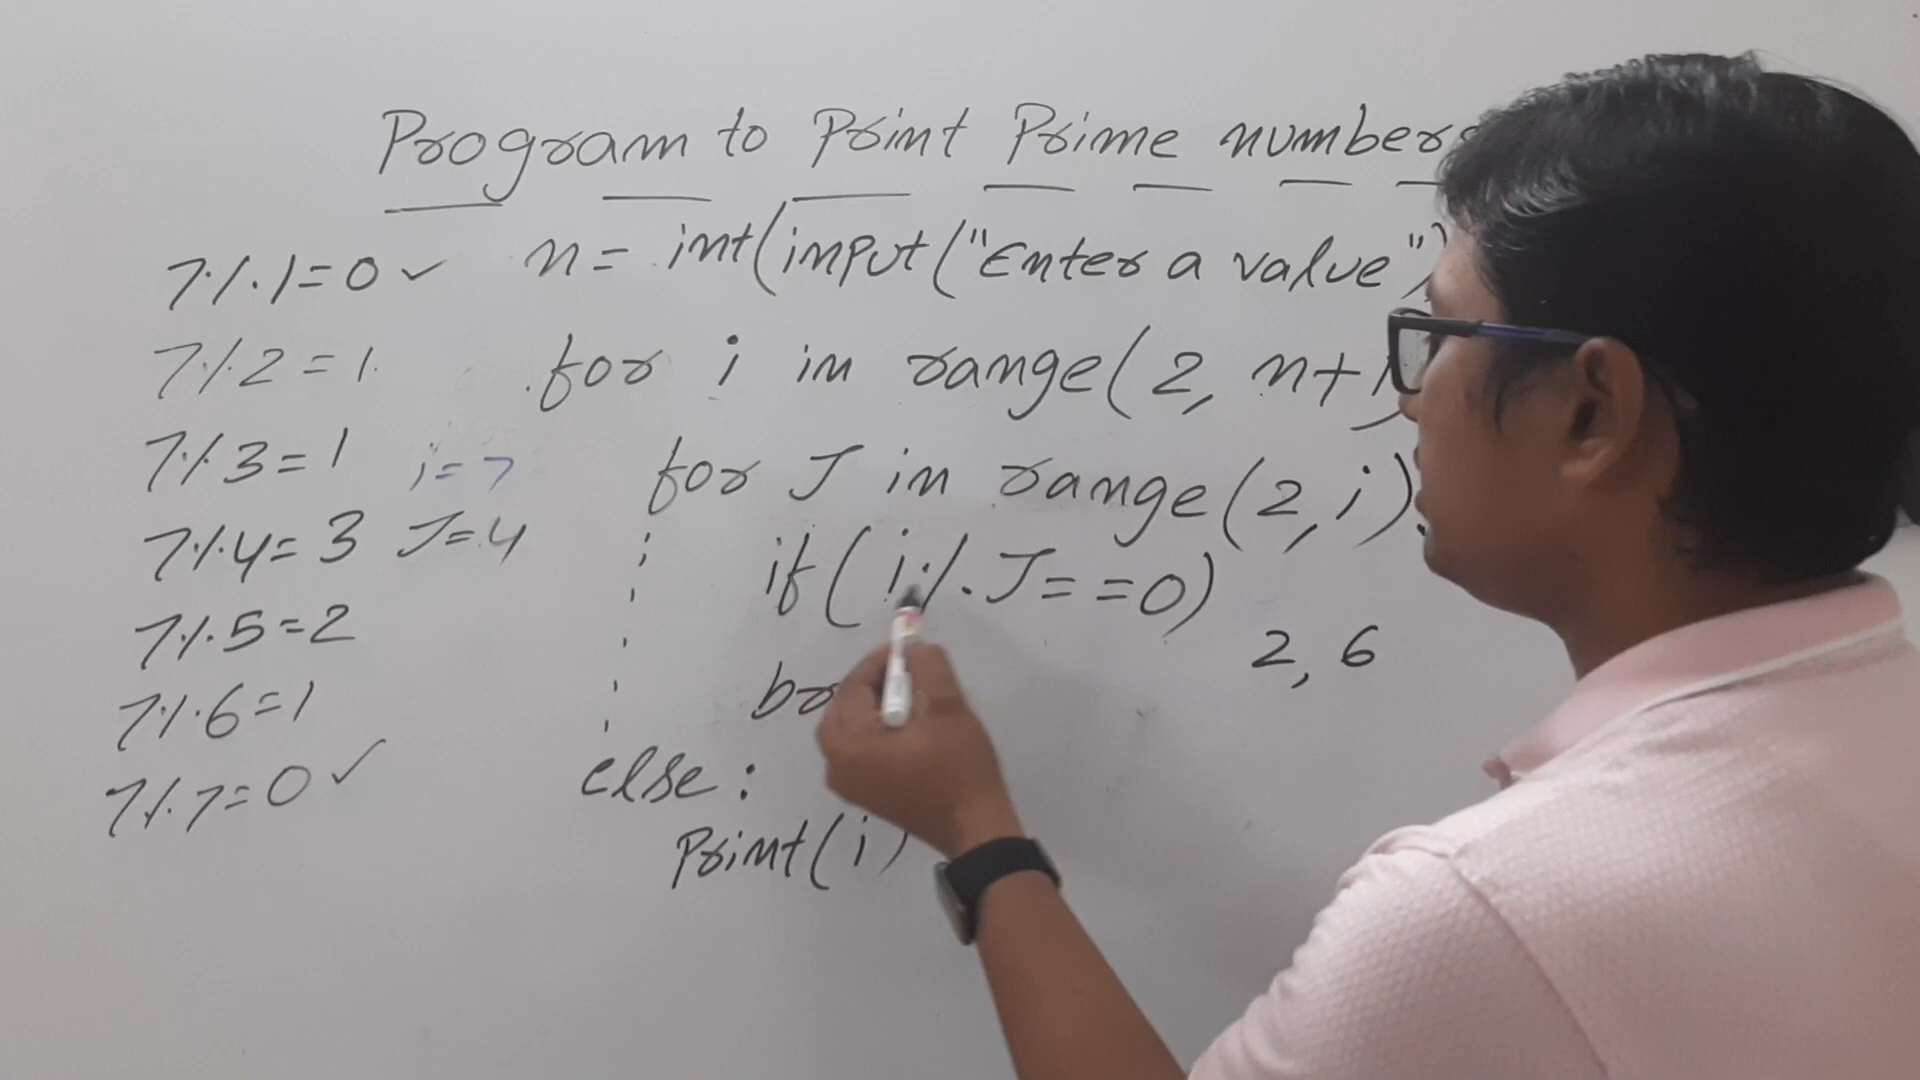 Program to Print Prime numbers
n = int(input("Enter a value")
for i in range(2, n+1)
for J in range(2, i):
if(i % J == 0)
else:
Print(i)
7%1=0 ✓
7%2=1
7%3=1
7%4=3
7%5=2
7%6=1
7%7=0 ✓
i=7
J=4
2, 6